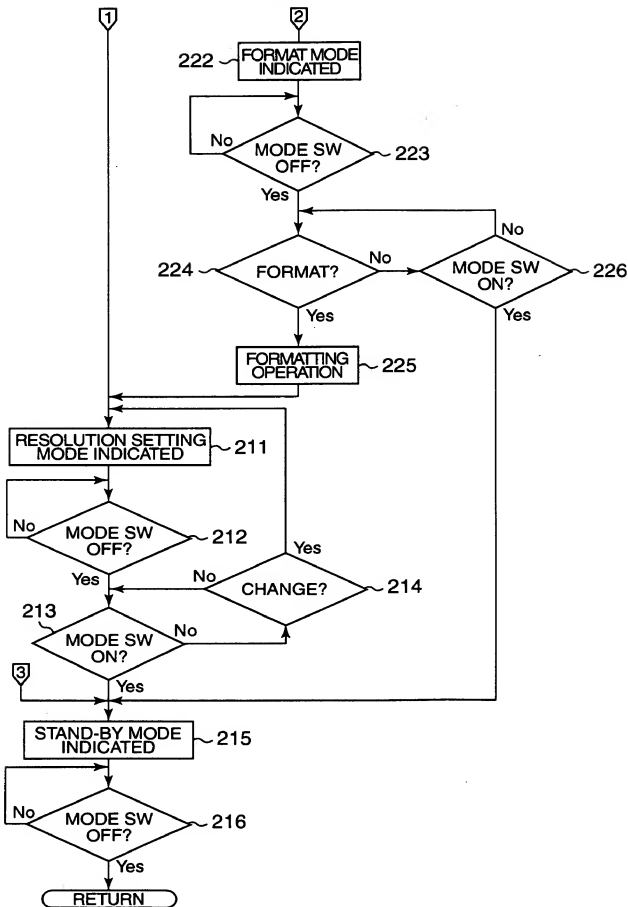 1
2
222
FORMAT MODE
INDICATED
No
MODE SW
OFF?
223
Yes
No
224
FORMAT?
No
MODE SW
ON?
226
Yes
Yes
FORMATTING
OPERATION
225
RESOLUTION SETTING
MODE INDICATED
211
No
MODE SW
OFF?
212
Yes
Yes
No
CHANGE?
214
213
MODE SW
ON?
No
3
Yes
STAND-BY MODE
INDICATED
215
No
MODE SW
OFF?
216
Yes
RETURN